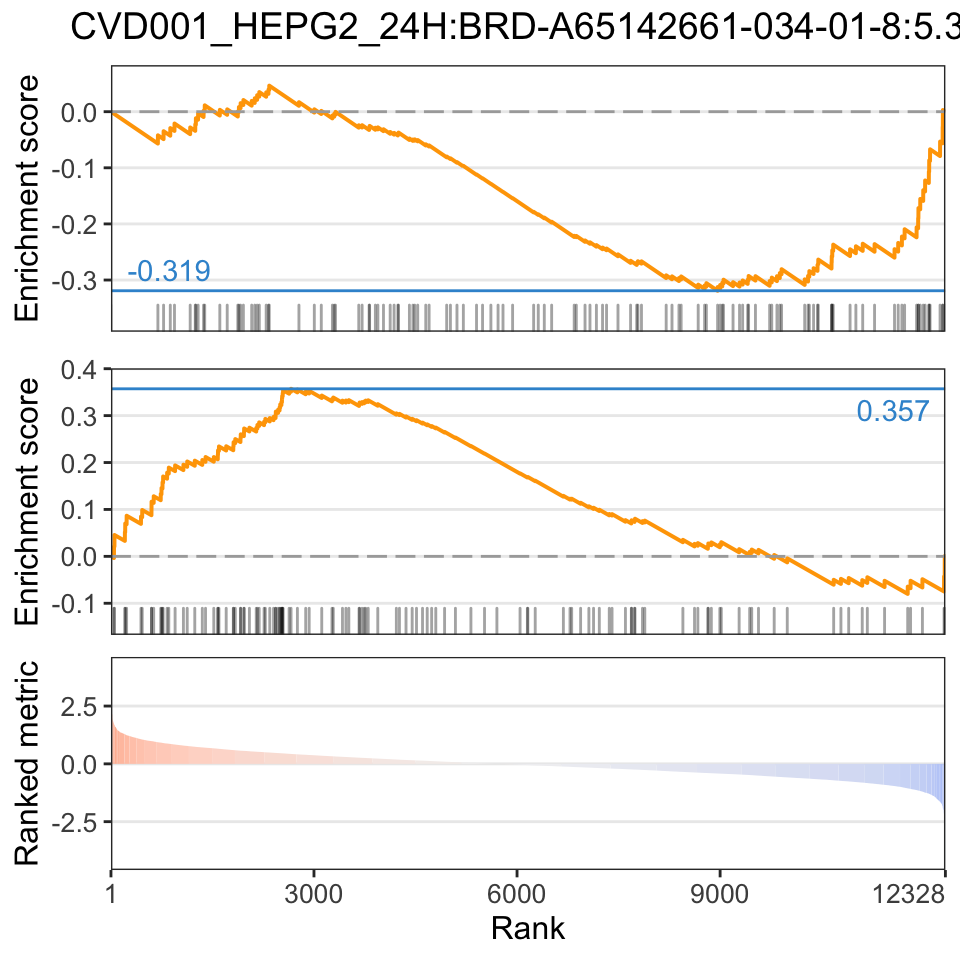 CVD001_HEPG2_24H:BRD-A65142661-034-01-8:5.3
Enrichment score
0.0
-0.1
-0.2
-0.3
-0.319
Enrichment score
0.4
0.3
0.2
0.1
0.0
-0.1
0.357
Ranked metric
2.5
0.0
-2.5
1 3000 6000 9000 12328
Rank